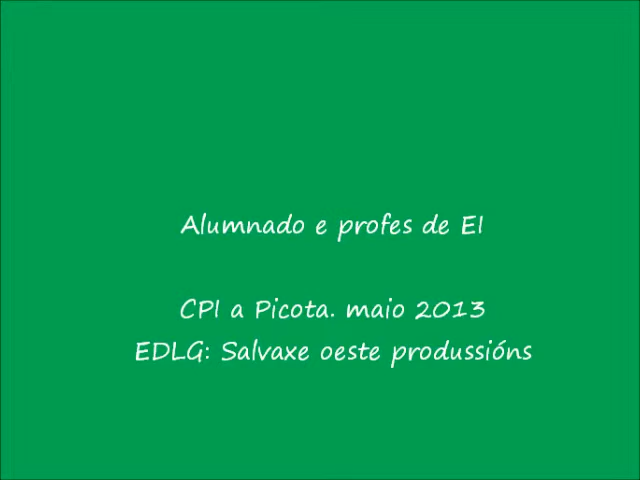 Alumnado e profes de EI
CPI a Picota. maio 2013
EDLG: Salvaxe oeste produssións